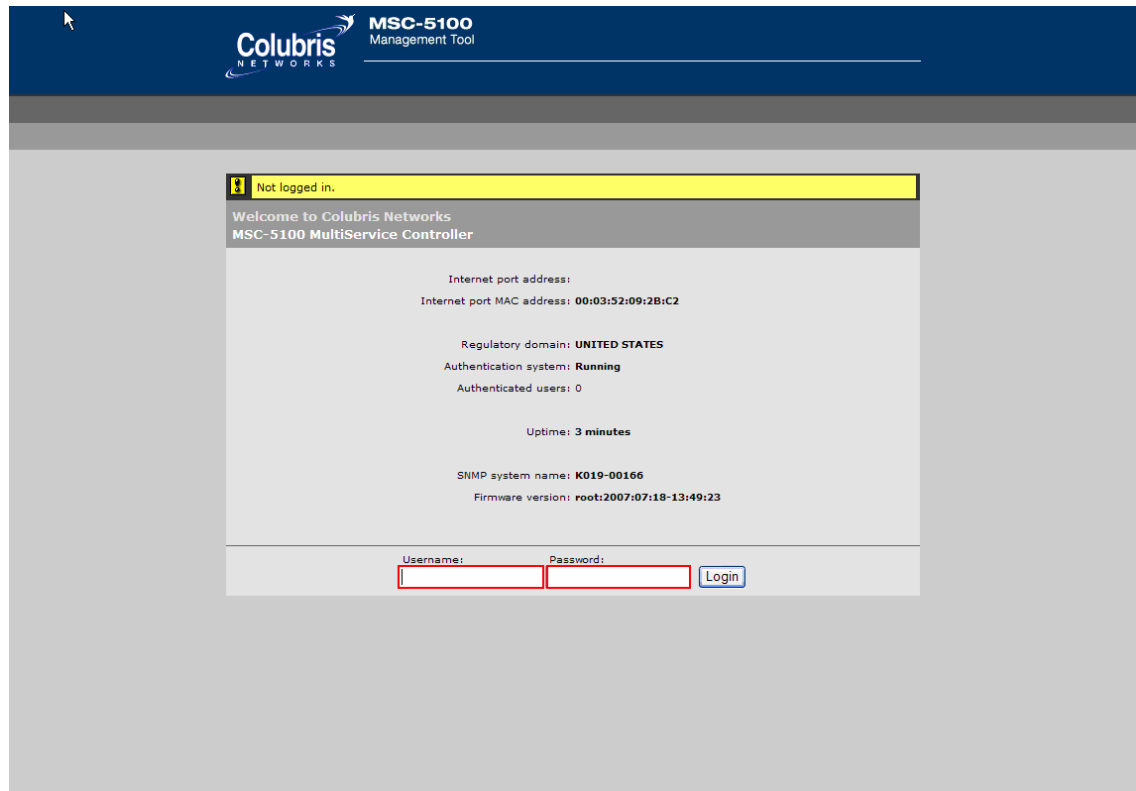 Colubris
NETWORKS
MSC-5100
Management Tool
Not logged in.
Welcome to Colubris Networks
MSC-5100 MultiService Controller
Internet port address:
Internet port MAC address: 00:03:52:09:2B:C2
Regulatory domain: UNITED STATES
Authentication system: Running
Authenticated users: 0
Uptime: 3 minutes
SNMP system name: K019-00166
Firmware version: root:2007:07:18-13:49:23
Username: Password:
Login